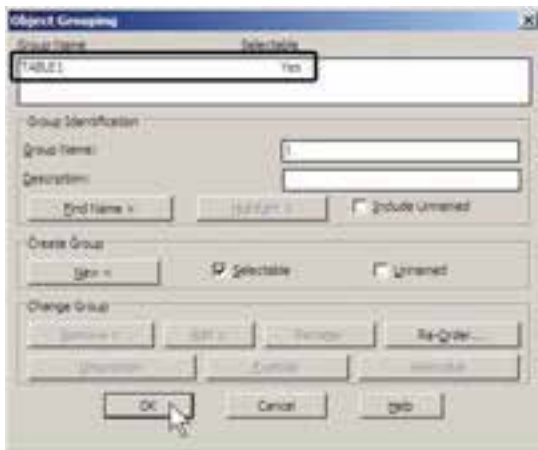 Object Grouping
Group Name Selectable
TABLE1 Yes
Group Identification
Group Name:
Description:
Find Name < Highlight < Include Unnamed
Create Group
New < Selectable Unnamed
Change Group
Remove < Add < Rename Re-Order...
Description Explode Selectable
OK Cancel Help